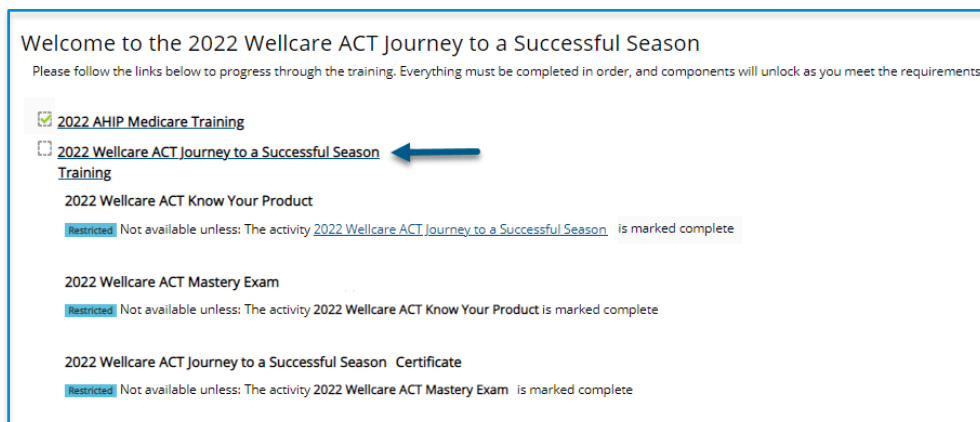 Welcome to the 2022 Wellcare ACT Journey to a Successful Season
Please follow the links below to progress through the training. Everything must be completed in order, and components will unlock as you meet the requirements
2022 AHIP Medicare Training
2022 Wellcare ACT Journey to a Successful Season
Training
2022 Wellcare ACT Know Your Product
Restricted Not available unless: The activity 2022 Wellcare ACT Journey to a Successful Season is marked complete
2022 Wellcare ACT Mastery Exam
Restricted Not available unless: The activity 2022 Wellcare ACT Know Your Product is marked complete
2022 Wellcare ACT Journey to a Successful Season Certificate
Restricted Not available unless: The activity 2022 Wellcare ACT Mastery Exam is marked complete